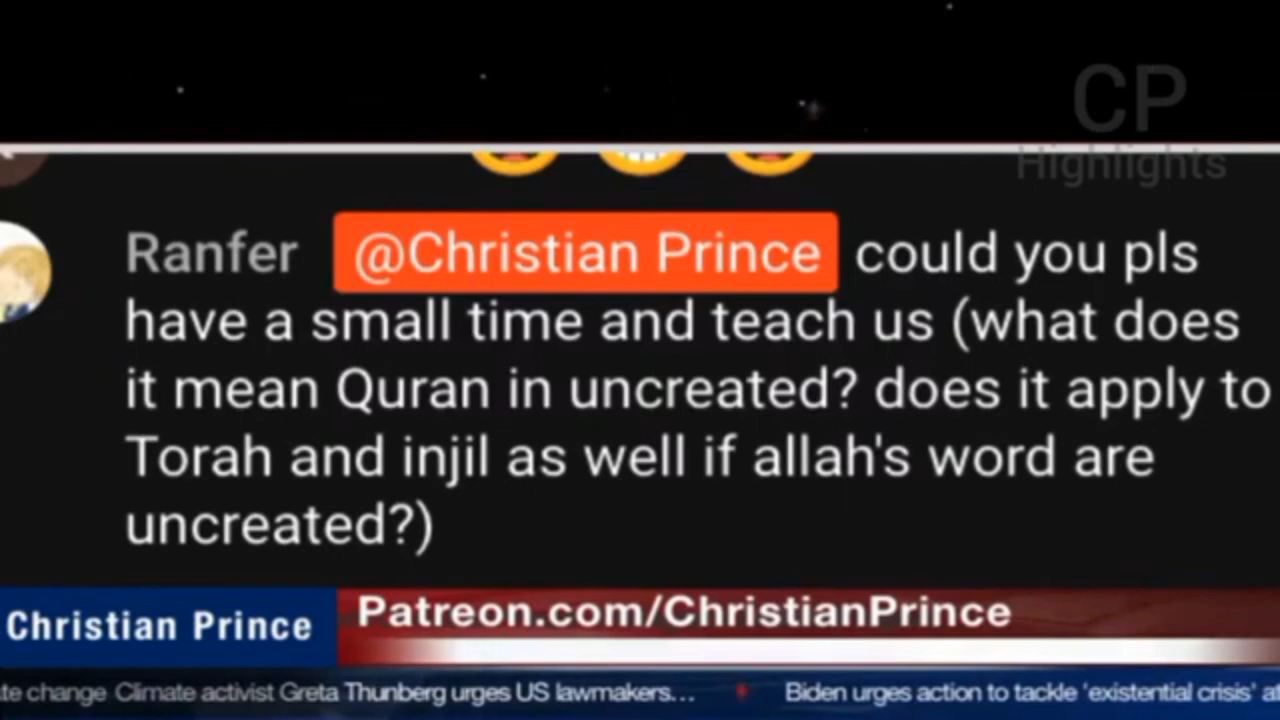 CP
Highlights
Ranfer @Christian Prince could you pls
have a small time and teach us (what does
it mean Quran in uncreated? does it apply to
Torah and injil as well if allah's word are
uncreated?)
Christian Prince
Patreon.com/ChristianPrince
te change Climate activist Greta Thunberg urges US lawmakers... Biden urges action to tackle 'existential crisis'